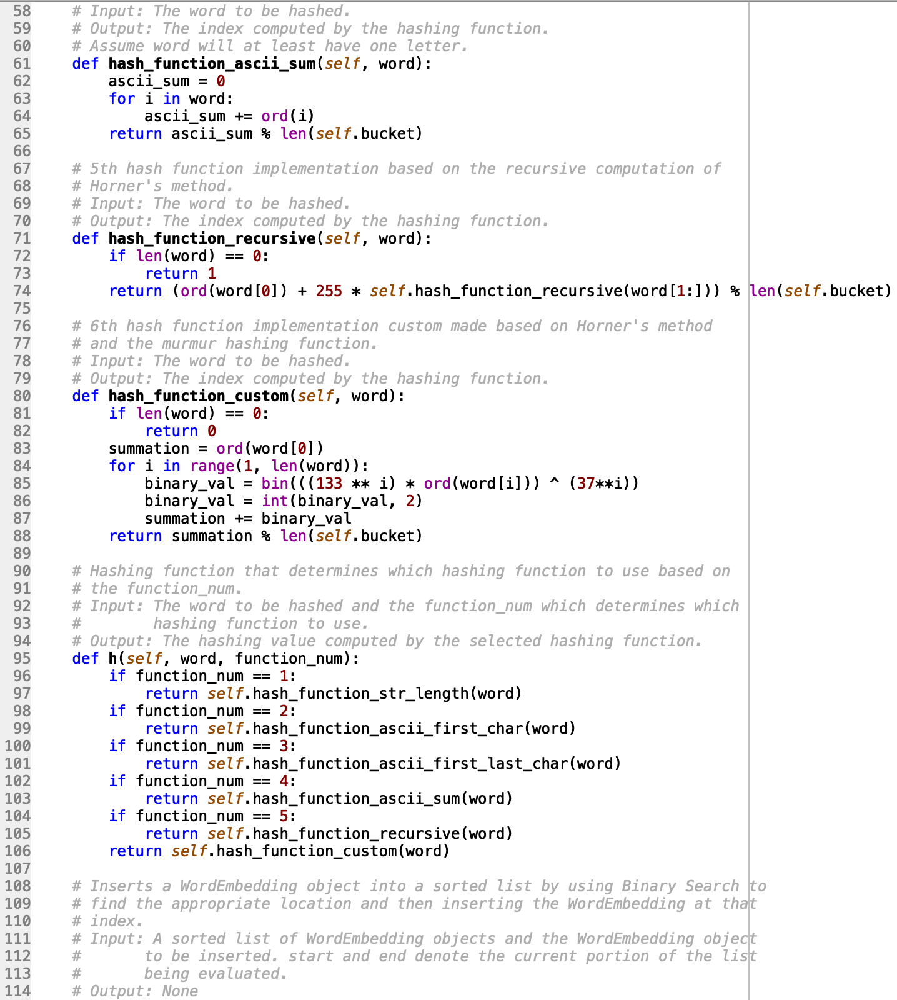 58 # Input: The word to be hashed.
59 # Output: The index computed by the hashing function.
60 # Assume word will at least have one letter.
61 def hash_function_ascii_sum(self, word):
62 ascii_sum = 0
63 for i in word:
64 ascii_sum += ord(i)
65 return ascii_sum % len(self.bucket)
66
67 # 5th hash function implementation based on the recursive computation of
68 # Horner's method.
69 # Input: The word to be hashed.
70 # Output: The index computed by the hashing function.
71 def hash_function_recursive(self, word):
72 if len(word) == 0:
73 return 1
74 return (ord(word[0]) + 255 * self.hash_function_recursive(word[1:])) % len(self.bucket)
75
76 # 6th hash function implementation custom made based on Horner's method
77 # and the murmur hashing function.
78 # Input: The word to be hashed.
79 # Output: The index computed by the hashing function.
80 def hash_function_custom(self, word):
81 if len(word) == 0:
82 return 0
83 summation = ord(word[0])
84 for i in range(1, len(word)):
85 binary_val = bin(((133 ** i) * ord(word[i])) ^ (37**i))
86 binary_val = int(binary_val, 2)
87 summation += binary_val
88 return summation % len(self.bucket)
89
90 # Hashing function that determines which hashing function to use based on
91 # the function_num.
92 # Input: The word to be hashed and the function_num which determines which
93 # hashing function to use.
94 # Output: The hashing value computed by the selected hashing function.
95 def h(self, word, function_num):
96 if function_num == 1:
97 return self.hash_function_str_length(word)
98 if function_num == 2:
99 return self.hash_function_ascii_first_char(word)
100 if function_num == 3:
101 return self.hash_function_ascii_first_last_char(word)
102 if function_num == 4:
103 return self.hash_function_ascii_sum(word)
104 if function_num == 5:
105 return self.hash_function_recursive(word)
106 return self.hash_function_custom(word)
107
108 # Inserts a WordEmbedding object into a sorted list by using Binary Search to
109 # find the appropriate location and then inserting the WordEmbedding at that
110 # index.
111 # Input: A sorted list of WordEmbedding objects and the WordEmbedding object
112 # to be inserted. start and end denote the current portion of the list
113 # being evaluated.
114 # Output: None